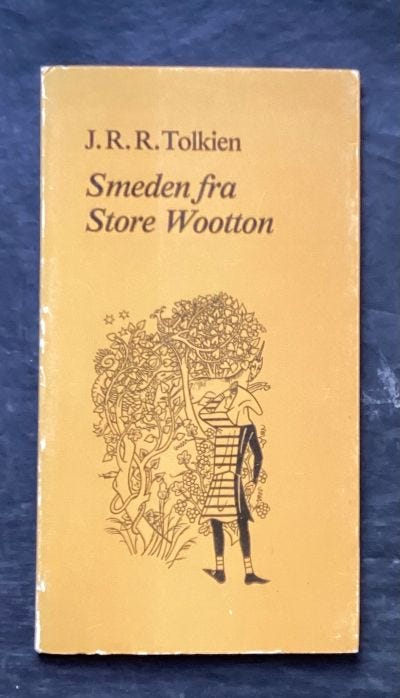 J. R. R. Tolkien
Smeden fra
Store Wootton